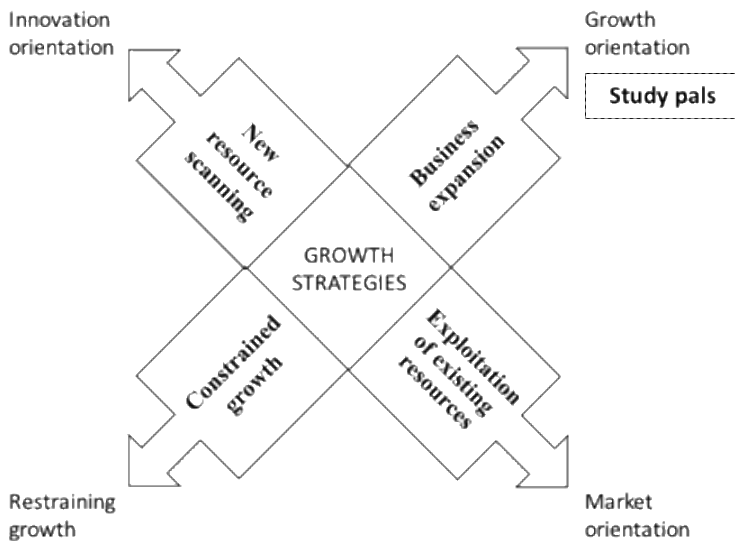 Innovation
orientation
Growth
orientation
Study pals
New
resource
scanning
Business
expansion
GROWTH
STRATEGIES
Constrained
growth
Exploitation
of existing
resources
Restraining
growth
Market
orientation